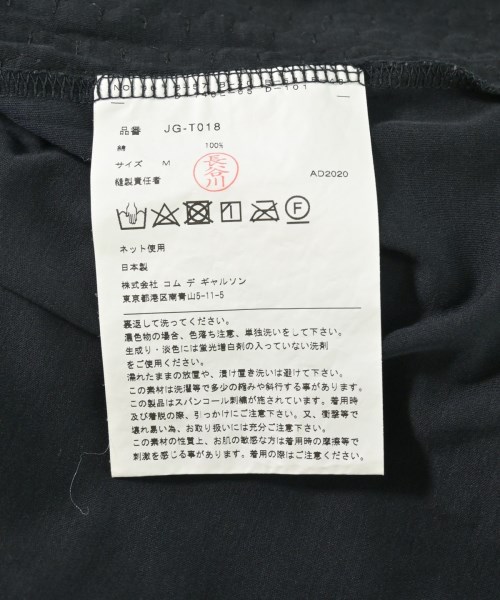 品番 JG-T018
綿 100%
サイズ M
縫製責任者 長谷川 AD2020
ネット使用
日本製
株式会社 コム デ ギャルソン
東京都港区南青山5-11-5
裏返して洗ってください。
濃色物の場合、色落ち注意、単独洗いをして下さい。
生成り・淡色には蛍光増白剤の入っていない洗剤
をご使用ください。
濡れたままの放置や、漬け置き洗いは避けて下さい。
この素材は洗濯等で多少の縮みや斜行する事があります。
この製品はスパンコール刺繍が施されています。着用時
及び着脱の際、引っかけにご注意下さい。又、衝撃等で
壊れ易い為、お取り扱いには充分ご注意下さい。
この素材の性質上、お肌の敏感な方は着用時の摩擦等で
刺激を感じる事が有ります。着用の際はご注意ください。